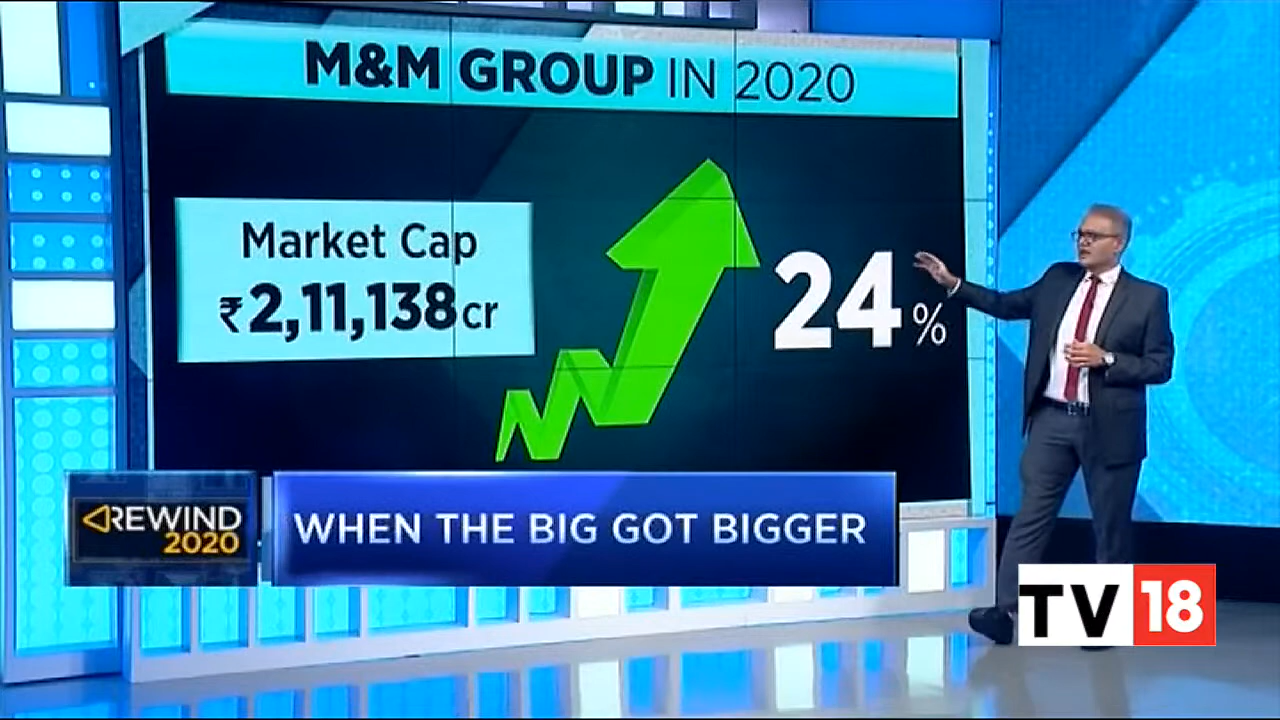 M&M GROUP IN 2020
Market Cap
₹2,11,138cr
24%
REWIND
2020
WHEN THE BIG GOT BIGGER
TV18